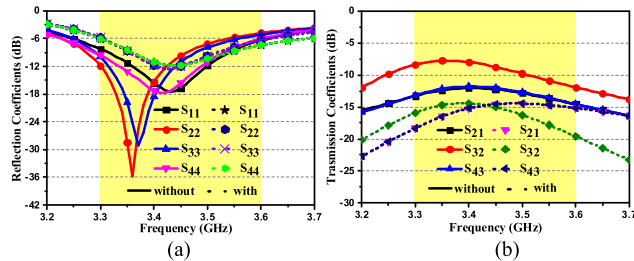 Reflection Coefficients (dB)
0
-6
-12
-18
-24
-30
-36
-42
S11 S11
S22 S22
S33 S33
S44 S44
without with
3.2 3.3 3.4 3.5 3.6 3.7
Frequency (GHz)
(a)
Trasmission Coefficients (dB)
0
-5
-10
-15
-20
-25
-30
S21 S21
S32 S32
S43 S43
without with
3.2 3.3 3.4 3.5 3.6 3.7
Frequency (GHz)
(b)